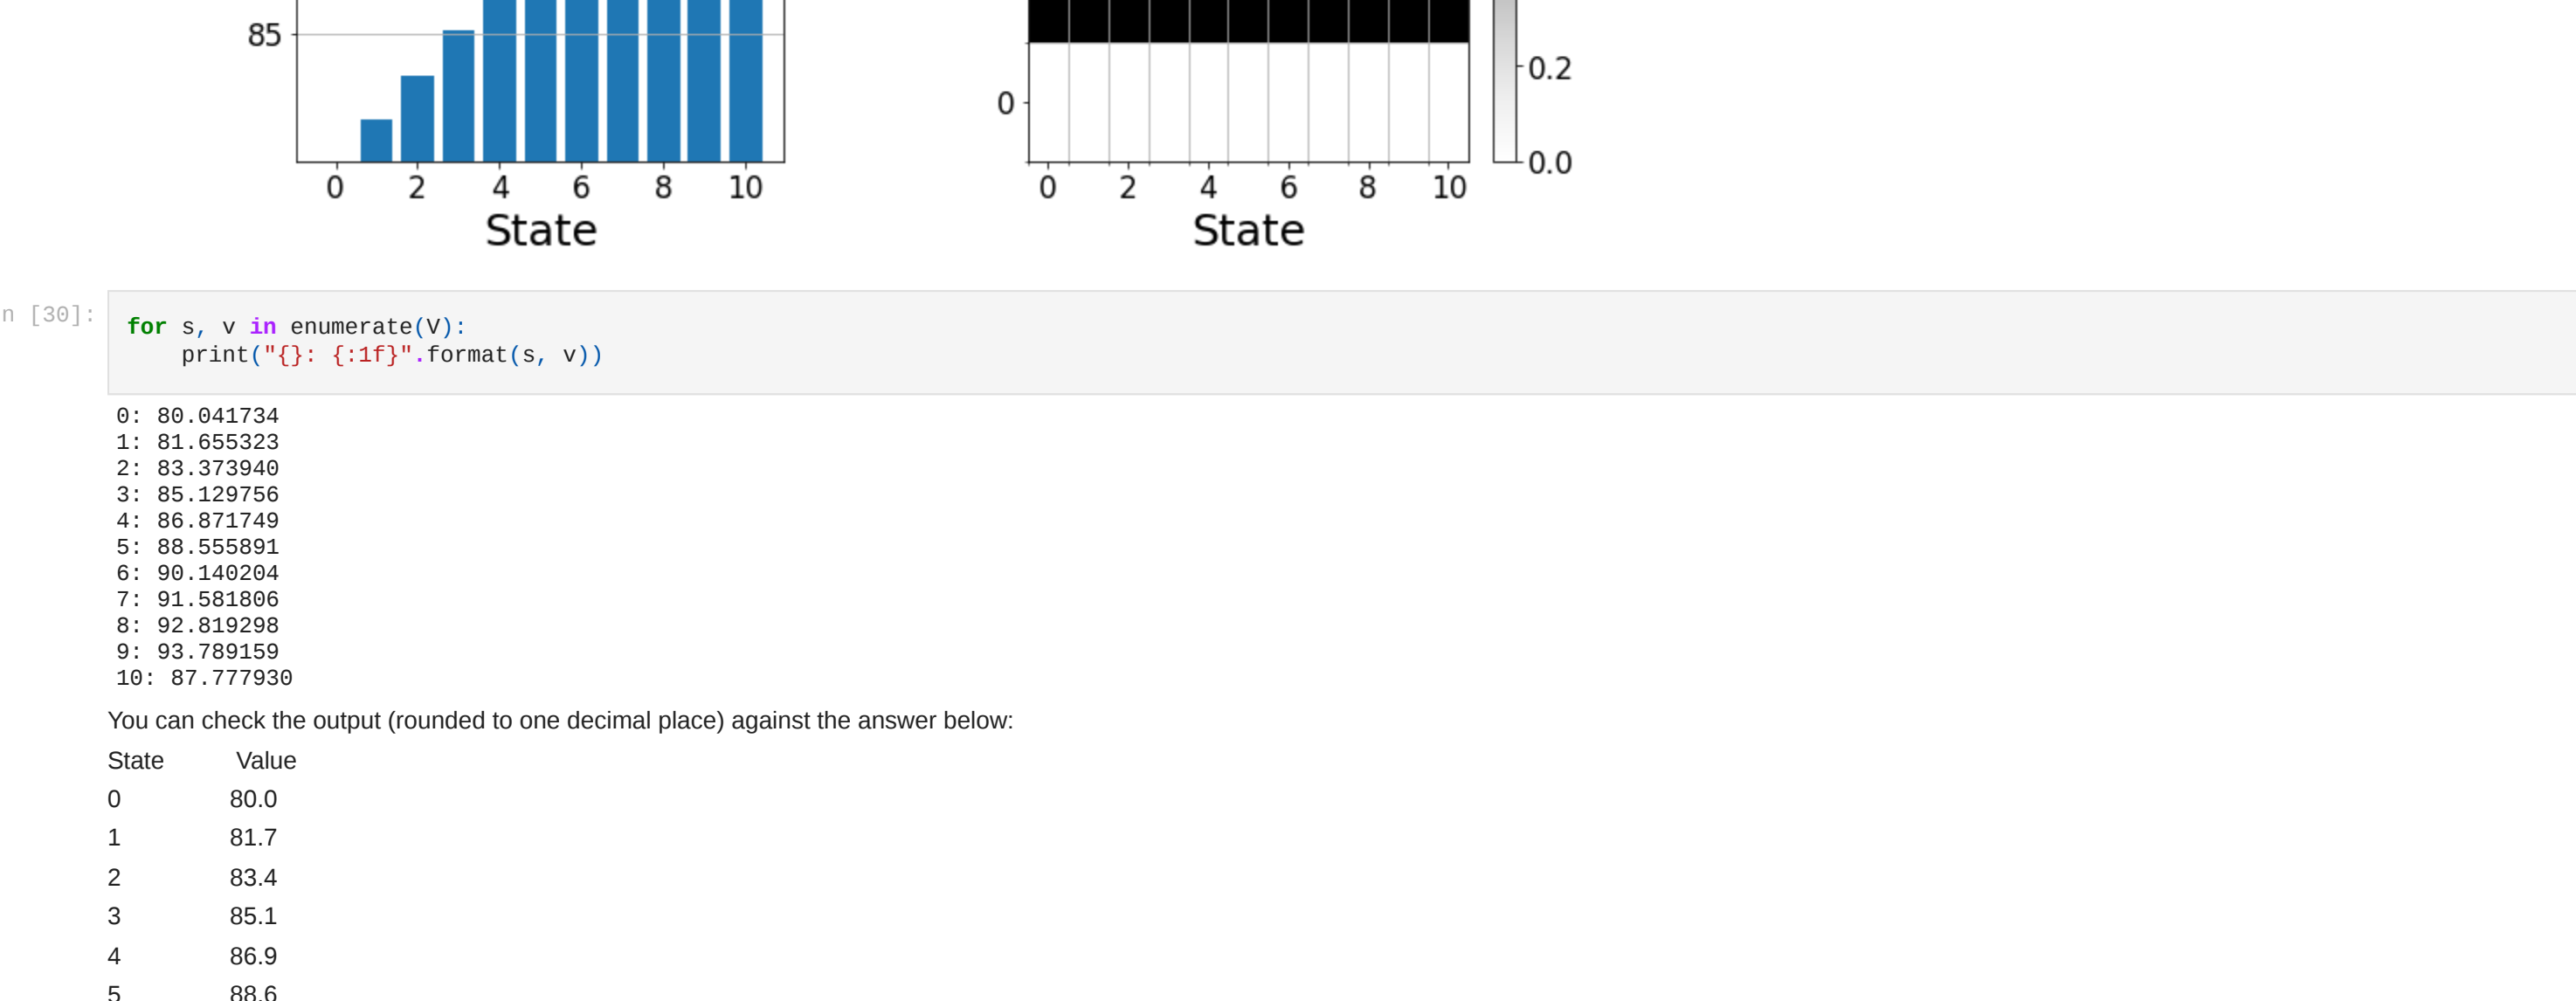 85
0.2
0
0.0
0 2 4 6 8 10
0 2 4 6 8 10
State
State
n [30]:
for s, v in enumerate(V):
    print("{}: {:1f}".format(s, v))
0: 80.041734
1: 81.655323
2: 83.373940
3: 85.129756
4: 86.871749
5: 88.555891
6: 90.140204
7: 91.581806
8: 92.819298
9: 93.789159
10: 87.777930
You can check the output (rounded to one decimal place) against the answer below:
State Value
0 80.0
1 81.7
2 83.4
3 85.1
4 86.9
5 88.6